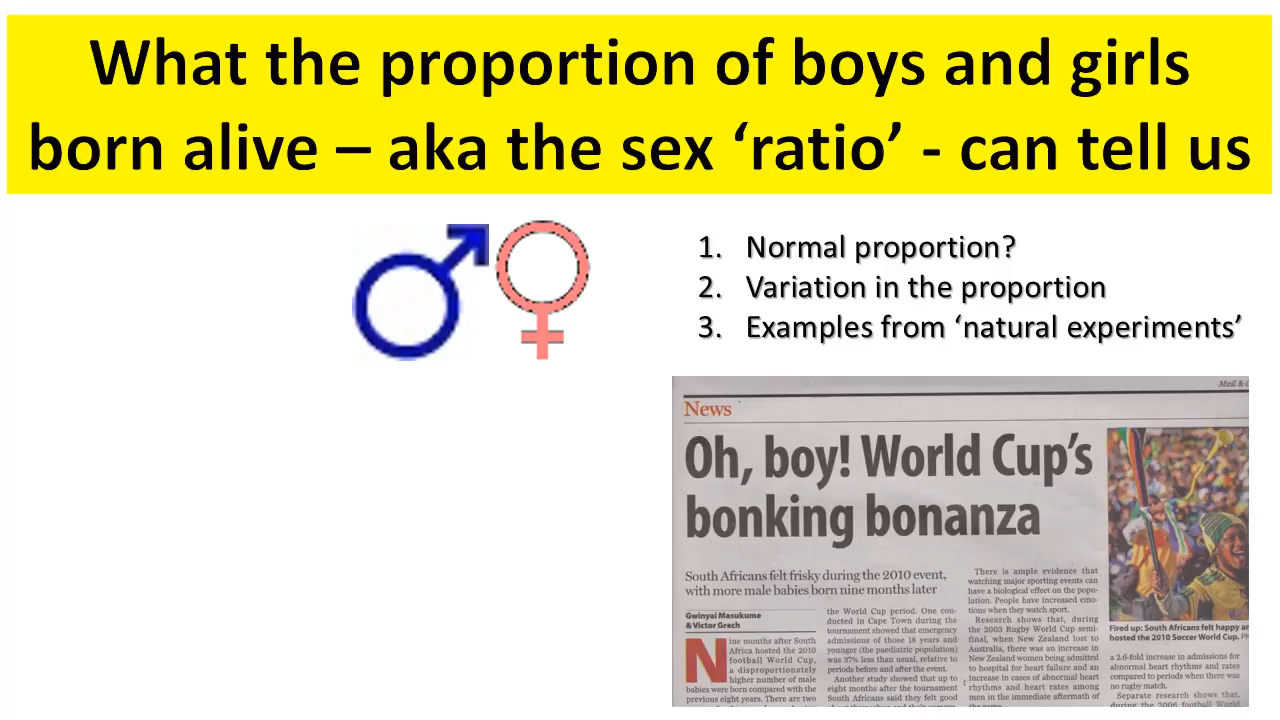 What the proportion of boys and girls
born alive – aka the sex ‘ratio’ - can tell us
1. Normal proportion?
2. Variation in the proportion
3. Examples from ‘natural experiments’
Mail &
News
Oh, boy! World Cup’s
bonking bonanza
South Africans felt frisky during the 2010 event,
with more male babies born nine months later
Gwinyai Masukume
& Victor Grech
Nine months after South
Africa hosted the 2010
football World Cup,
a disproportionately
higher number of male
babies were born compared with the
previous eight years. There are two
the World Cup period. One con-
ducted in Cape Town during the
tournament showed that emergency
admissions of those 18 years and
younger (the paediatric population)
was 37% less than usual, relative to
periods before and after the event.
Another study showed that up to
eight months after the tournament
South Africans said they felt good
There is ample evidence that
watching major sporting events can
have a biological effect on the popu-
lation. People have increased emo-
tions when they watch sport.
Research shows that, during
the 2003 Rugby World Cup semi-
final, when New Zealand lost to
Australia, there was an increase in
New Zealand women being admitted
to hospital for heart failure and an
increase in cases of abnormal heart
rhythms and heart rates among
men in the immediate aftermath of
the game.
Fired up: South Africans felt happy
hosted the 2010 Soccer World Cup.
a 2.6-fold increase in admissions for
abnormal heart rhythms and rates
compared to periods when there was
no rugby match.
Separate research shows that,
during the 2006 football World